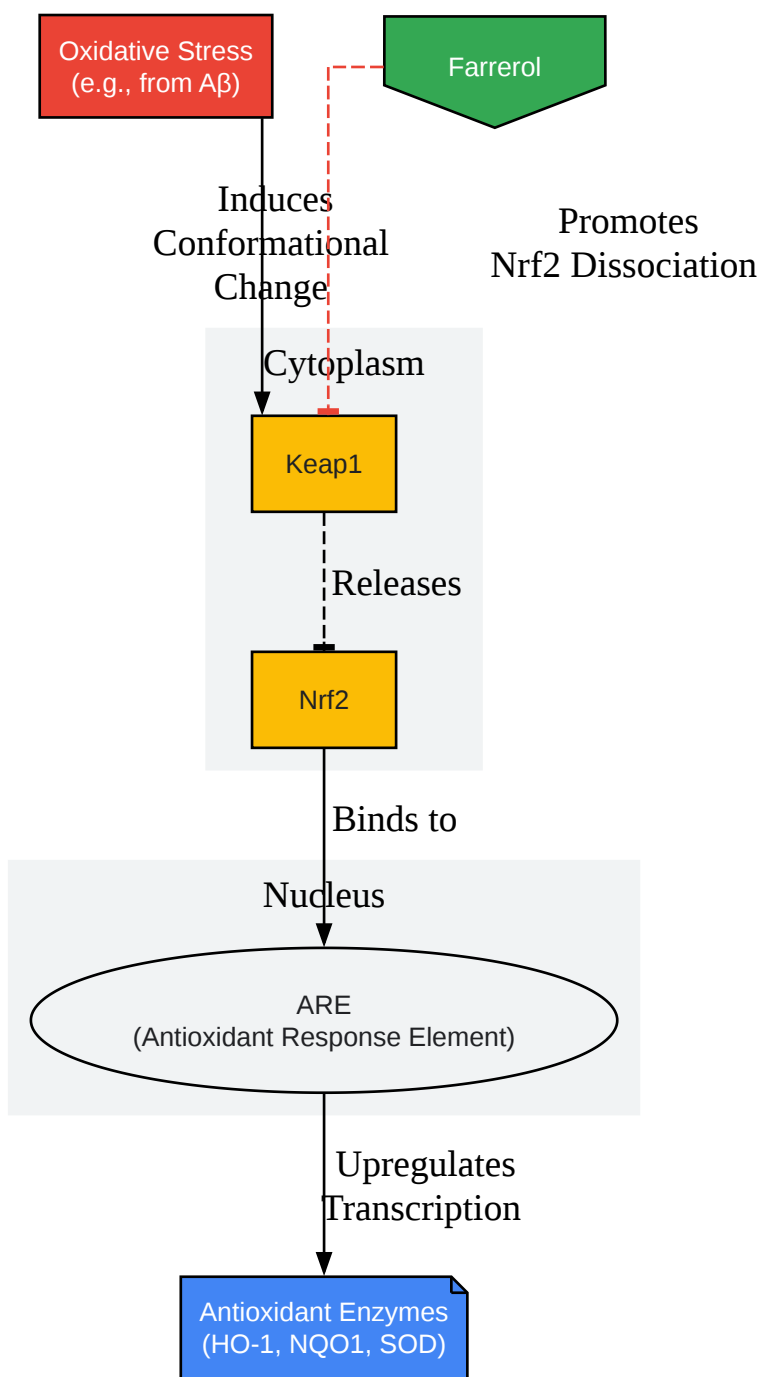 Oxidative Stress
(e.g., from Aβ)
Farrerol
Induces
Conformational
Change
Promotes
Nrf2 Dissociation
Cytoplasm
Keap1
Releases
Nrf2
Binds to
Nucleus
ARE
(Antioxidant Response Element)
Upregulates
Transcription
Antioxidant Enzymes
(HO-1, NQO1, SOD)